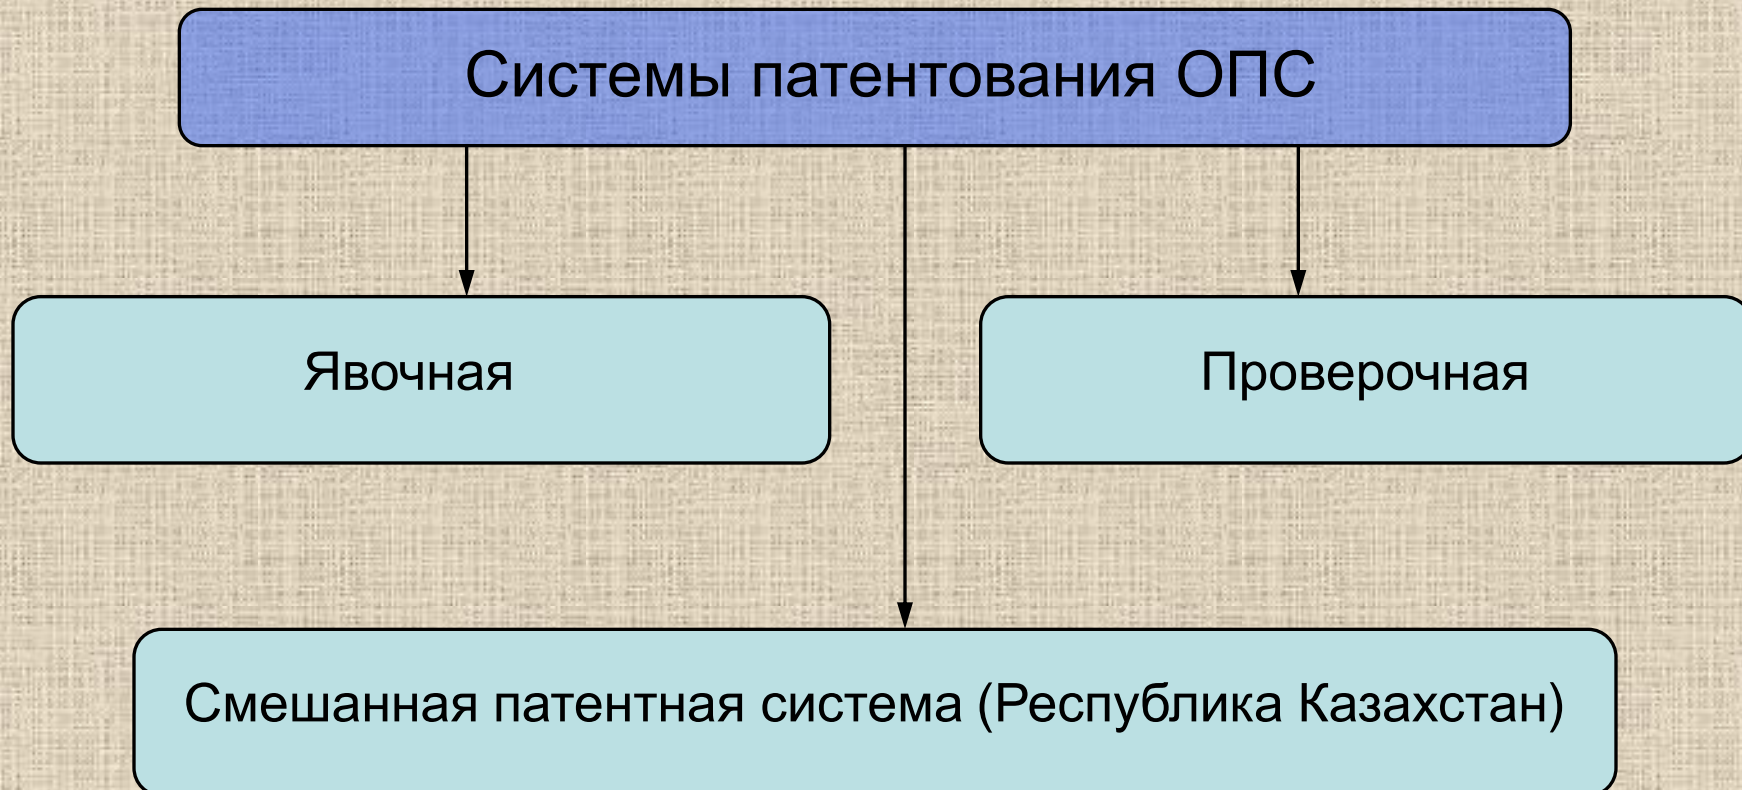 Системы патентования ОПС
Явочная
Проверочная
Смешанная патентная система (Республика Казахстан)